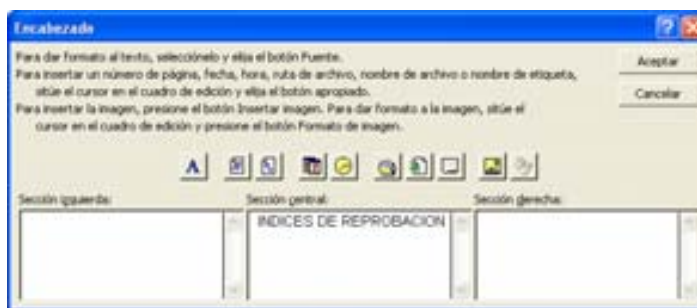 Encabezado
Para dar formato al texto, selecciónelo y elija el botón Fuente.
Para insertar un número de página, fecha, hora, ruta de archivo, nombre de archivo o nombre de etiqueta,
sitúe el cursor en el cuadro de edición y elija el botón apropiado.
Para insertar la imagen, presione el botón Insertar imagen. Para dar formato a la imagen, sitúe el
cursor en el cuadro de edición y presione el botón Formato de imagen.
Aceptar
Cancelar
A
Sección izquierda: Sección central: Sección derecha:
INDICES DE REPROBACION